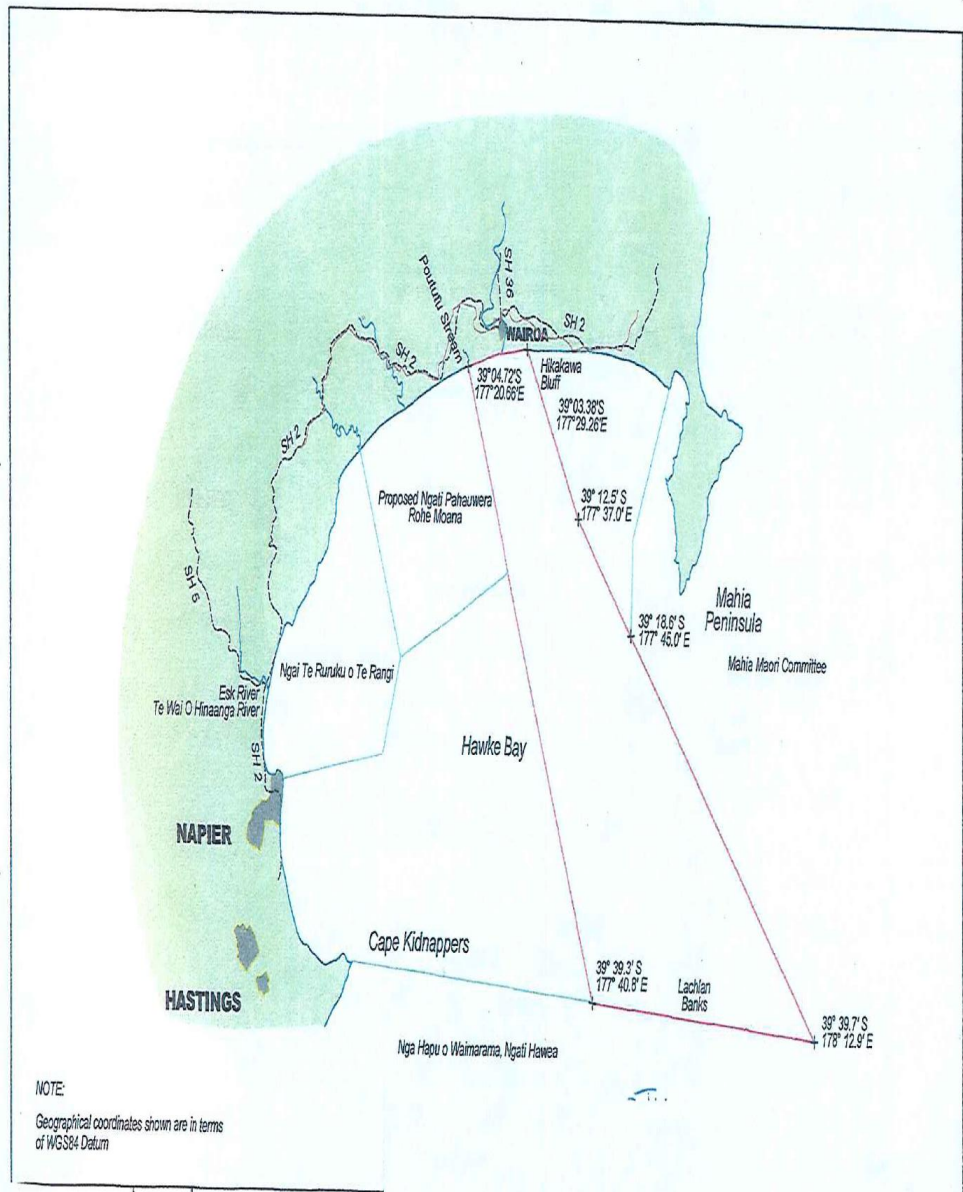 SH 36
Poututu Stream
WAIROA
SH 2
SH 2
39°04.72'S
177°20.66'E
Hikakawa
Bluff
39°03.38'S
177°29.26'E
SH 2
Proposed Ngati Pahauwera
Rohe Moana
39° 12.5' S
177° 37.0' E
SH 6
Mahia
Peninsula
39° 18.6' S
177° 45.0' E
Mahia Maori Committee
Ngai Te Ruruku o Te Rangi
Esk River
Te Wai O Hinaanga River
SH 2
Hawke Bay
NAPIER
Cape Kidnappers
39° 39.3' S
177° 40.8' E
Lachlan
Banks
HASTINGS
39° 39.7' S
178° 12.9' E
Nga Hapu o Waimarama, Ngati Hawea
NOTE:
Geographical coordinates shown are in terms
of WGS84 Datum